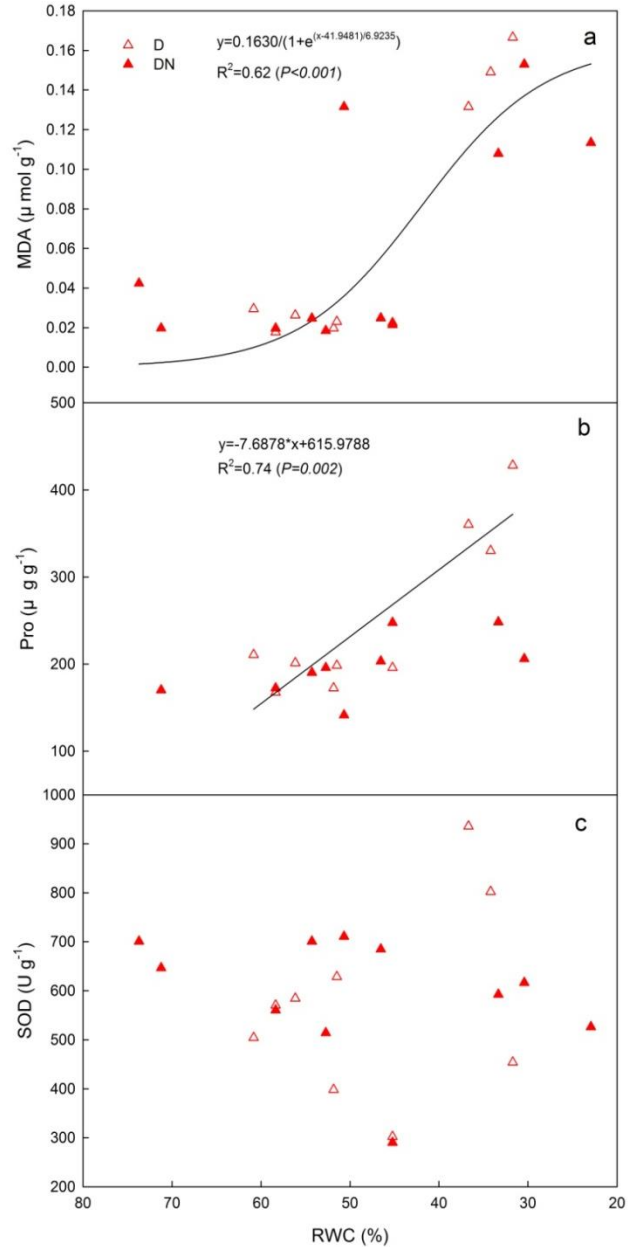 D
DN
y=0.1630/(1+e^(x-41.9481)/6.9235)
R²=0.62 (P<0.001)
a
0.18
0.16
0.14
0.12
0.10
0.08
0.06
0.04
0.02
0.00
MDA (μ mol g⁻¹)
y=-7.6878*x+615.9788
R²=0.74 (P=0.002)
b
500
400
300
200
100
Pro (μ g g⁻¹)
c
1000
900
800
700
600
500
400
300
200
SOD (U g⁻¹)
80 70 60 50 40 30 20
RWC (%)